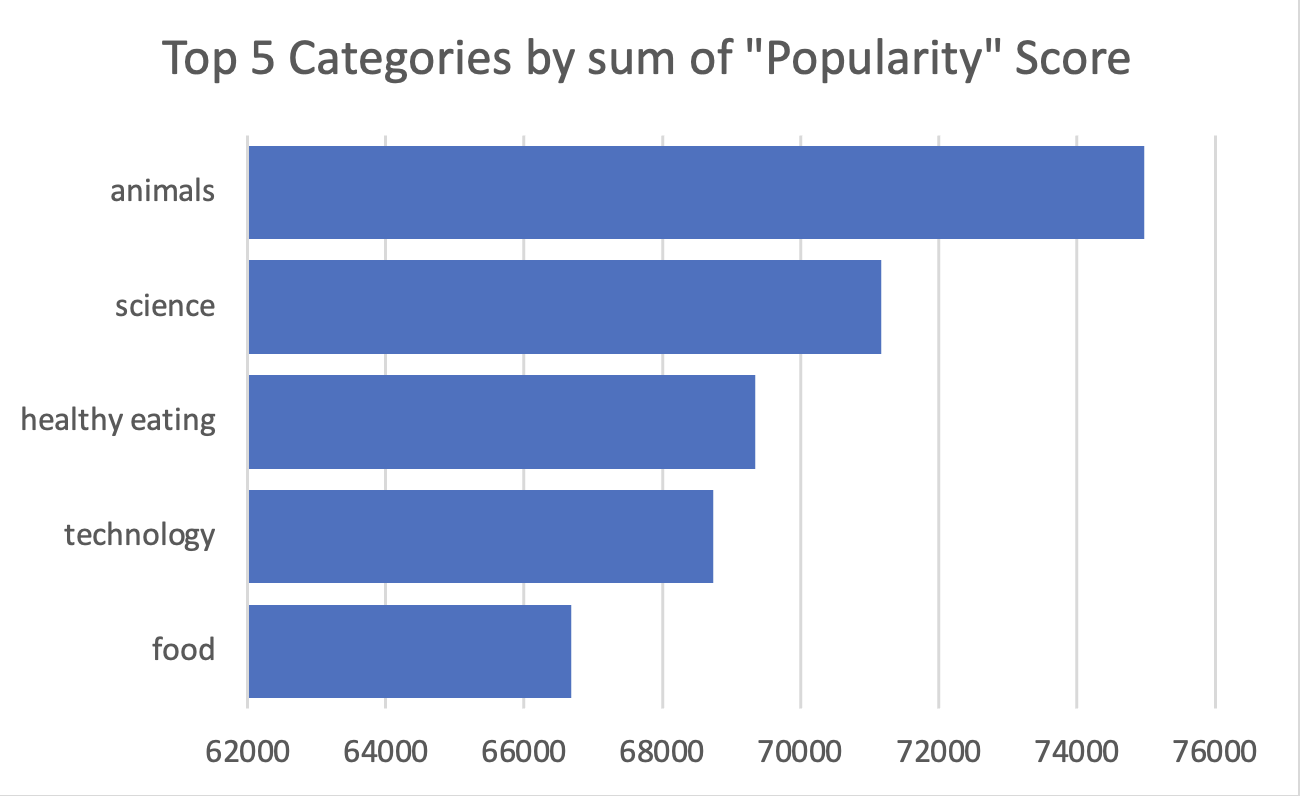 Top 5 Categories by sum of "Popularity" Score
animals
science
healthy eating
technology
food
62000 64000 66000 68000 70000 72000 74000 76000